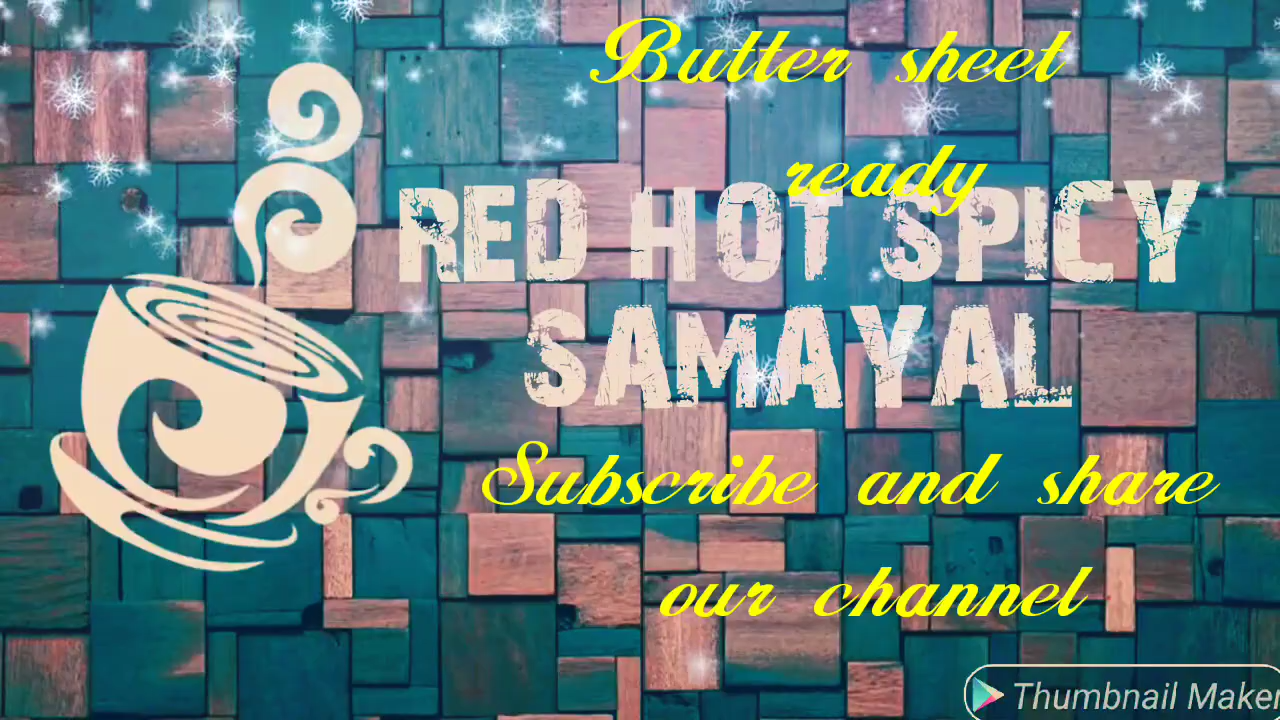 Butter sheet
ready
RED HOT SPICY
SAMAYAL
Subscribe and share
our channel
Thumbnail Maker